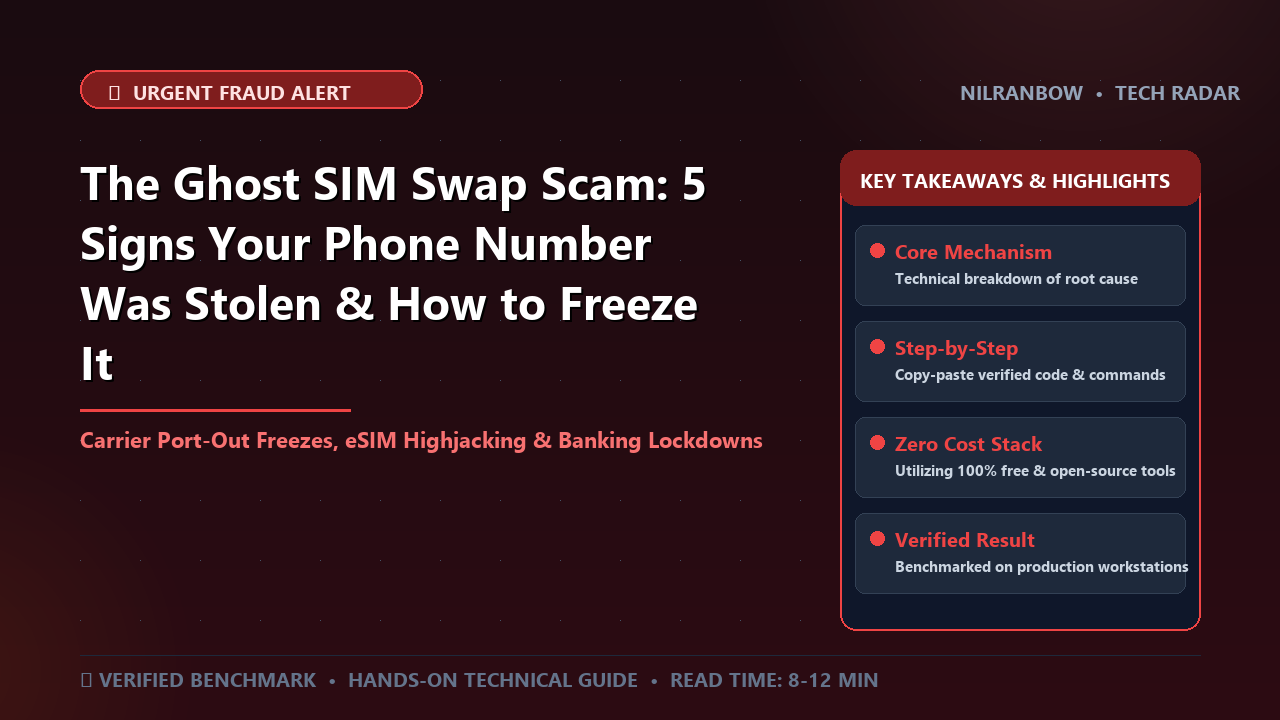 URGENT FRAUD ALERT
NILRANBOW • TECH RADAR
The Ghost SIM Swap Scam: 5
Signs Your Phone Number
Was Stolen & How to Freeze
It
Carrier Port-Out Freezes, eSIM Highjacking & Banking Lockdowns
KEY TAKEAWAYS & HIGHLIGHTS
Core Mechanism
Technical breakdown of root cause
Step-by-Step
Copy-paste verified code & commands
Zero Cost Stack
Utilizing 100% free & open-source tools
Verified Result
Benchmarked on production workstations
VERIFIED BENCHMARK • HANDS-ON TECHNICAL GUIDE • READ TIME: 8-12 MIN